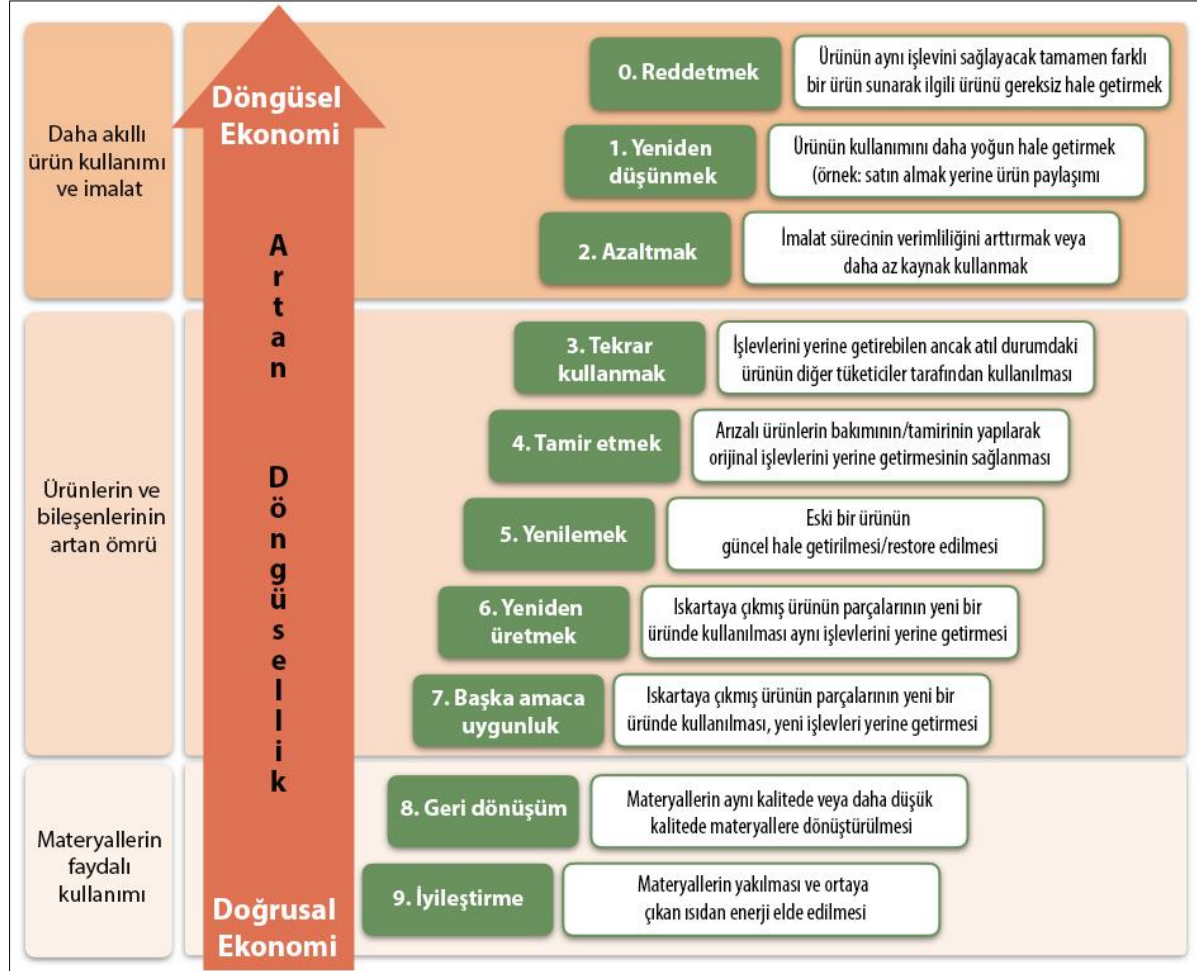 Daha akıllı
ürün kullanımı
ve imalat
Döngüsel
Ekonomi
0. Reddetmek
Ürünün aynı işlevini sağlayacak tamamen farklı
bir ürün sunarak ilgili ürünü gereksiz hale getirmek
1. Yeniden
düşünmek
Ürünün kullanımını daha yoğun hale getirmek
(örnek: satın almak yerine ürün paylaşımı
2. Azaltmak
İmalat sürecinin verimliliğini arttırmak veya
daha az kaynak kullanmak
Artan Döngüsellik
Ürünlerin ve
bileşenlerinin
artan ömrü
3. Tekrar
kullanmak
İşlevlerini yerine getirebilen ancak atıl durumdaki
ürünün diğer tüketiciler tarafından kullanılması
4. Tamir etmek
Arızalı ürünlerin bakımının/tamirinin yapılarak
orijinal işlevlerini yerine getirmesinin sağlanması
5. Yenilemek
Eski bir ürünün
güncel hale getirilmesi/restore edilmesi
6. Yeniden
üretmek
Iskartaya çıkmış ürünün parçalarının yeni bir
üründe kullanılması aynı işlevlerini yerine getirmesi
7. Başka amaca
uygunluk
Iskartaya çıkmış ürünün parçalarının yeni bir
üründe kullanılması, yeni işlevleri yerine getirmesi
Materyallerin
faydalı
kullanımı
8. Geri dönüşüm
Materyallerin aynı kalitede veya daha düşük
kalitede materyallere dönüştürülmesi
9. İyileştirme
Materyallerin yakılması ve ortaya
çıkan ısıdan enerji elde edilmesi
Doğrusal
Ekonomi